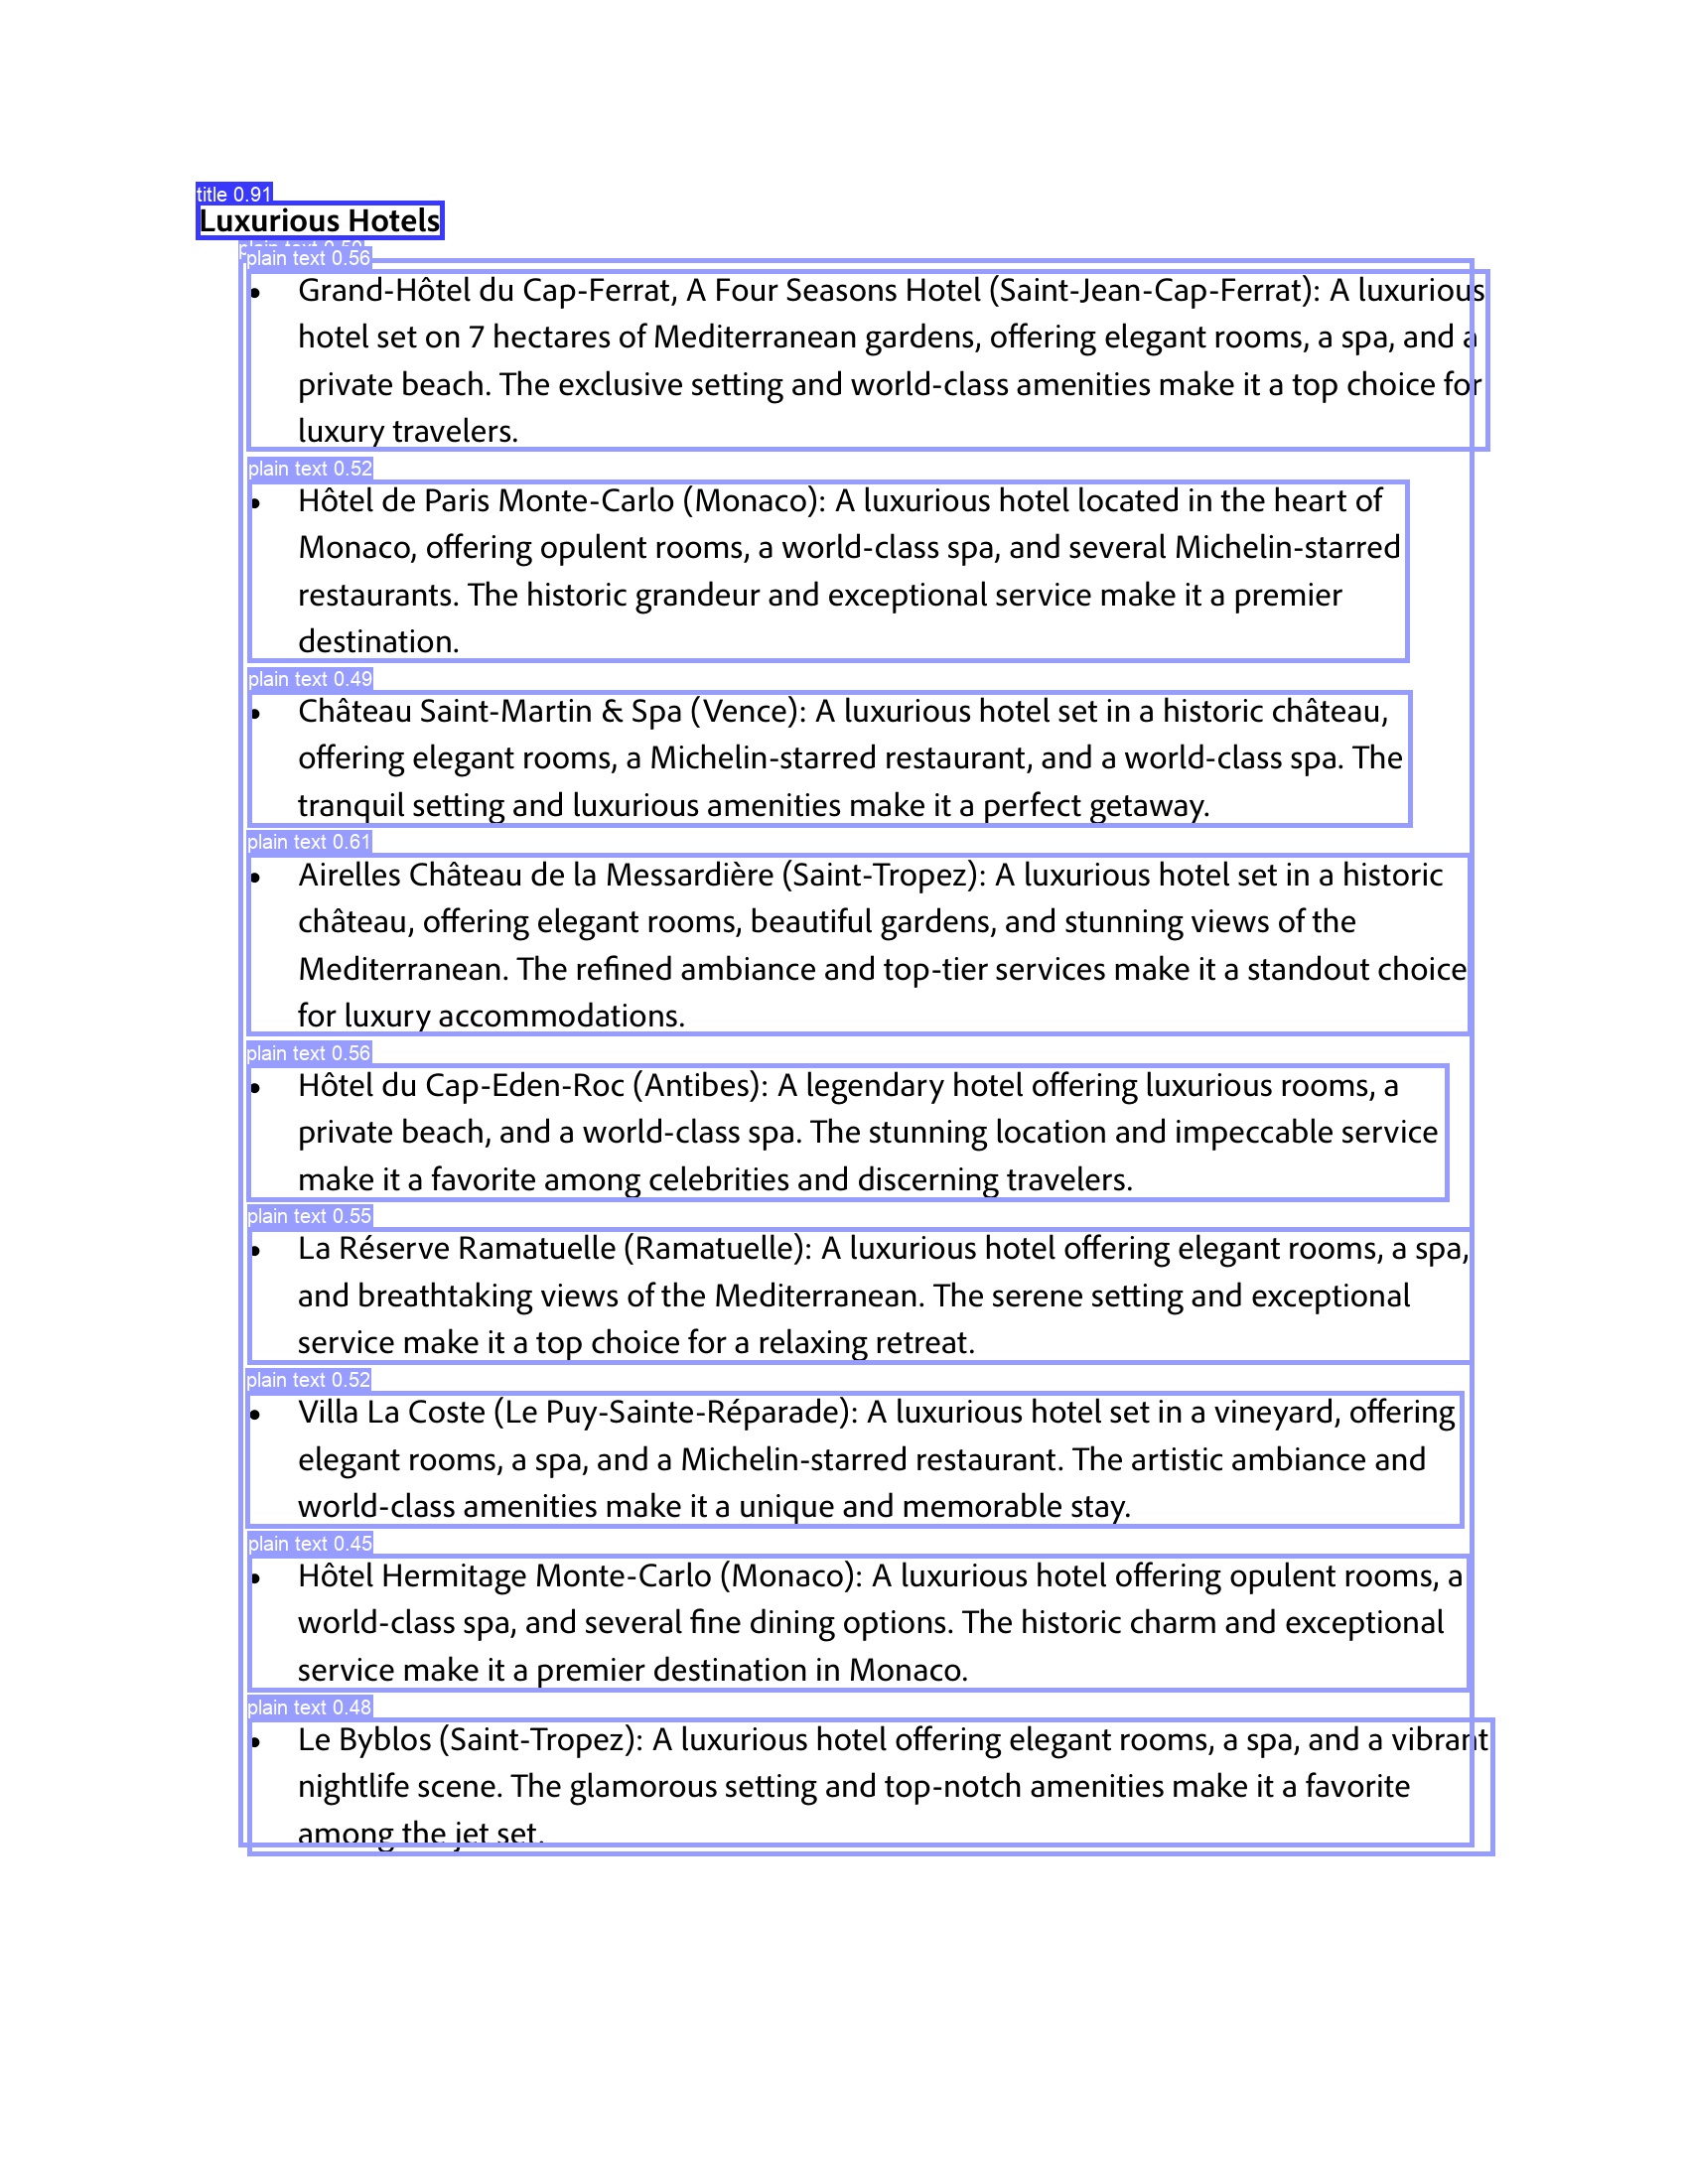 title 0.91
Luxurious Hotels
plain text 0.56
• Grand-Hôtel du Cap-Ferrat, A Four Seasons Hotel (Saint-Jean-Cap-Ferrat): A luxurious
hotel set on 7 hectares of Mediterranean gardens, offering elegant rooms, a spa, and a
private beach. The exclusive setting and world-class amenities make it a top choice for
luxury travelers.
plain text 0.52
• Hôtel de Paris Monte-Carlo (Monaco): A luxurious hotel located in the heart of
Monaco, offering opulent rooms, a world-class spa, and several Michelin-starred
restaurants. The historic grandeur and exceptional service make it a premier
destination.
plain text 0.49
• Château Saint-Martin & Spa (Vence): A luxurious hotel set in a historic château,
offering elegant rooms, a Michelin-starred restaurant, and a world-class spa. The
tranquil setting and luxurious amenities make it a perfect getaway.
plain text 0.61
• Airelles Château de la Messardière (Saint-Tropez): A luxurious hotel set in a historic
château, offering elegant rooms, beautiful gardens, and stunning views of the
Mediterranean. The refined ambiance and top-tier services make it a standout choice
for luxury accommodations.
plain text 0.56
• Hôtel du Cap-Eden-Roc (Antibes): A legendary hotel offering luxurious rooms, a
private beach, and a world-class spa. The stunning location and impeccable service
make it a favorite among celebrities and discerning travelers.
plain text 0.55
• La Réserve Ramatuelle (Ramatuelle): A luxurious hotel offering elegant rooms, a spa,
and breathtaking views of the Mediterranean. The serene setting and exceptional
service make it a top choice for a relaxing retreat.
plain text 0.52
• Villa La Coste (Le Puy-Sainte-Réparade): A luxurious hotel set in a vineyard, offering
elegant rooms, a spa, and a Michelin-starred restaurant. The artistic ambiance and
world-class amenities make it a unique and memorable stay.
plain text 0.45
• Hôtel Hermitage Monte-Carlo (Monaco): A luxurious hotel offering opulent rooms, a
world-class spa, and several fine dining options. The historic charm and exceptional
service make it a premier destination in Monaco.
plain text 0.48
• Le Byblos (Saint-Tropez): A luxurious hotel offering elegant rooms, a spa, and a vibrant
nightlife scene. The glamorous setting and top-notch amenities make it a favorite
among the jet set.